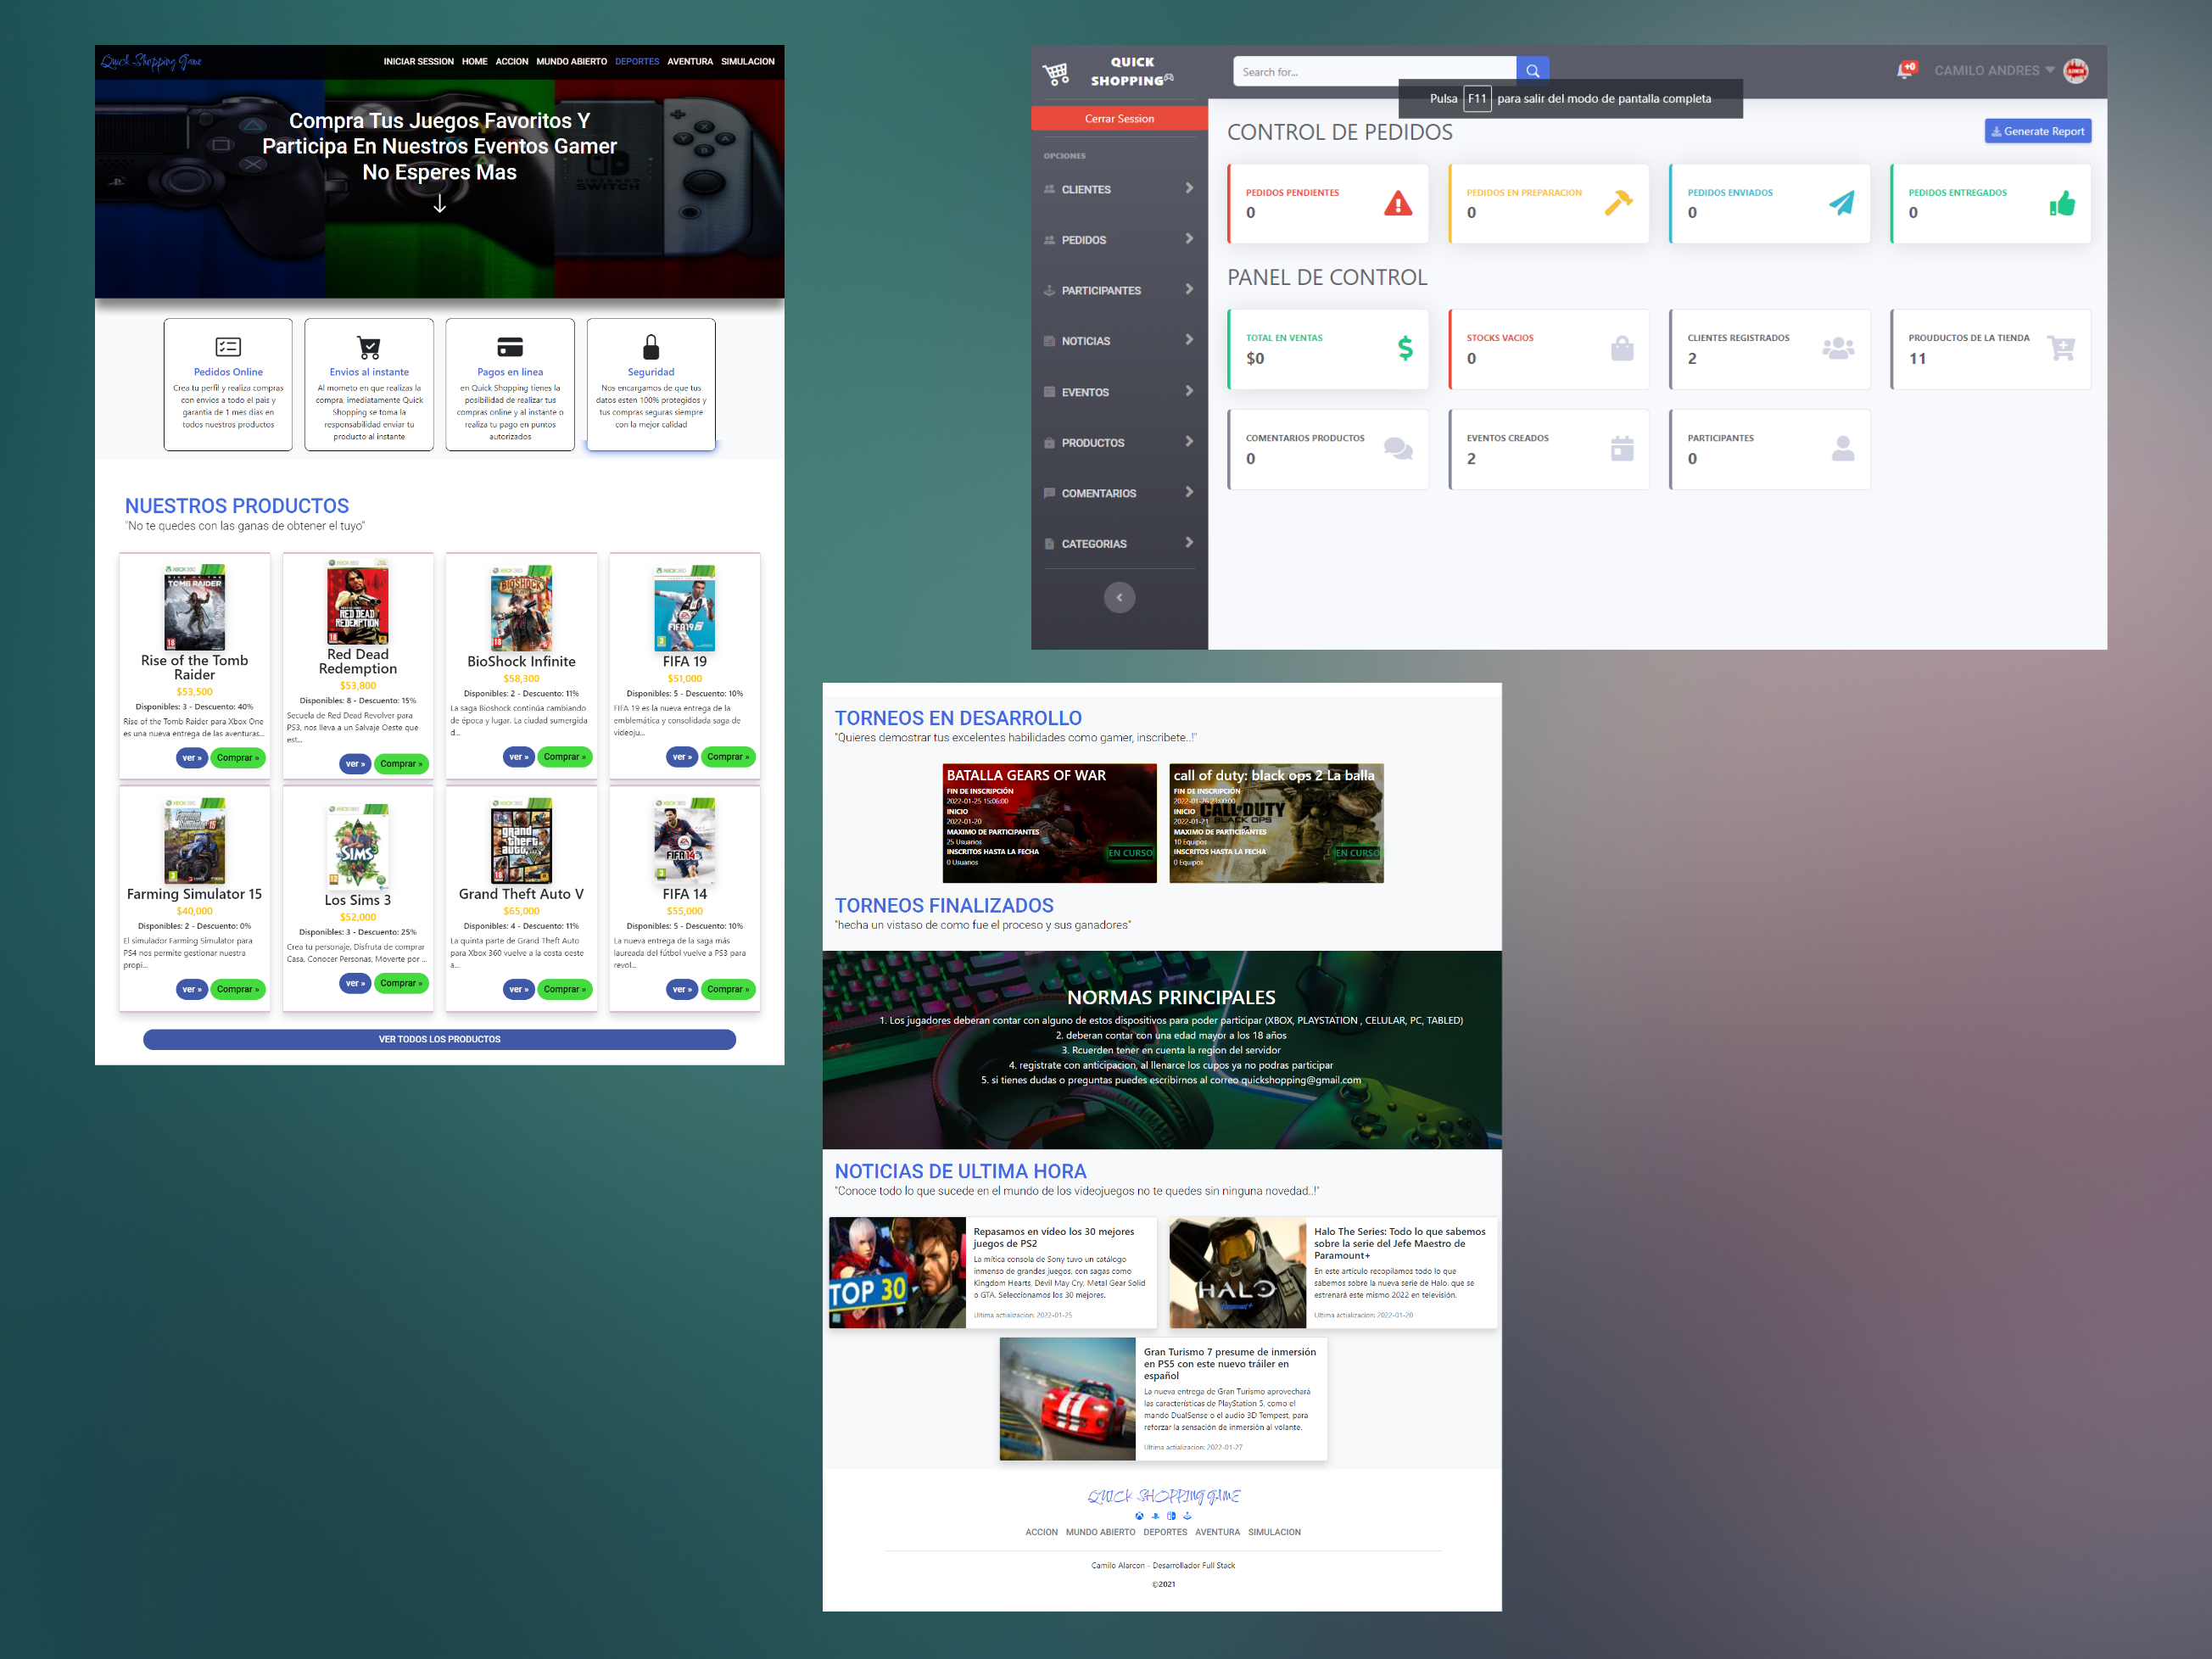 Quick Shopping Game
INICIAR SESSION HOME ACCION MUNDO ABIERTO DEPORTES AVENTURA SIMULACION
Compra Tus Juegos Favoritos Y
Participa En Nuestros Eventos Gamer
No Esperes Mas
NINTENDO
SWITCH
Pedidos Online
Crea tu perfil y realiza compras
con envios a todo el pais y
garantia de 1 mes dias en
todos nuestros productos
Envios al instante
Al mometo en que realizas la
compra, imediatamente Quick
Shopping se toma la
responsabilidad enviar tu
producto al instante
Pagos en linea
en Quick Shopping tienes la
posibilidad de realizar tus
compras online y al instante o
realiza tu pago en puntos
autorizados
Seguridad
Nos encargamos de que tus
datos esten 100% protegidos y
tus compras seguras siempre
con la mejor calidad
NUESTROS PRODUCTOS
"No te quedes con las ganas de obtener el tuyo"
Rise of the Tomb
Raider
$53,500
Disponibles: 3 - Descuento: 40%
Rise of the Tomb Raider para Xbox One
es una nueva entrega de las aventuras...
ver » Comprar »
Red Dead
Redemption
$53,800
Disponibles: 8 - Descuento: 15%
Secuela de Red Dead Revolver para
PS3, nos lleva a un Salvaje Oeste que
est...
ver » Comprar »
BioShock Infinite
$58,300
Disponibles: 2 - Descuento: 11%
La saga Bioshock continúa cambiando
de época y lugar. La ciudad sumergida
d...
ver » Comprar »
FIFA 19
$51,000
Disponibles: 5 - Descuento: 10%
FIFA 19 es la nueva entrega de la
emblemática y consolidada saga de
videoju...
ver » Comprar »
Farming Simulator 15
$40,000
Disponibles: 2 - Descuento: 0%
El simulador Farming Simulator para
PS4 nos permite gestionar nuestra
propi...
ver » Comprar »
Los Sims 3
$52,000
Disponibles: 3 - Descuento: 25%
Crea tu personaje, Disfruta de comprar
Casa, Conocer Personas, Moverte por ...
ver » Comprar »
Grand Theft Auto V
$65,000
Disponibles: 4 - Descuento: 11%
La quinta parte de Grand Theft Auto
para Xbox 360 vuelve a la costa oeste
a...
ver » Comprar »
FIFA 14
$55,000
Disponibles: 5 - Descuento: 10%
La nueva entrega de la saga más
laureada del fútbol vuelve a PS3 para
revol...
ver » Comprar »
VER TODOS LOS PRODUCTOS
QUICK
SHOPPING
Search for...
+0
CAMILO ANDRES
Pulsa F11 para salir del modo de pantalla completa
Cerrar Session
OPCIONES
CLIENTES
PEDIDOS
PARTICIPANTES
NOTICIAS
EVENTOS
PRODUCTOS
COMENTARIOS
CATEGORIAS
CONTROL DE PEDIDOS
Generate Report
PEDIDOS PENDIENTES
0
PEDIDOS EN PREPARACION
0
PEDIDOS ENVIADOS
0
PEDIDOS ENTREGADOS
0
PANEL DE CONTROL
TOTAL EN VENTAS
$0
STOCKS VACIOS
0
CLIENTES REGISTRADOS
2
PROUDUCTOS DE LA TIENDA
11
COMENTARIOS PRODUCTOS
0
EVENTOS CREADOS
2
PARTICIPANTES
0
TORNEOS EN DESARROLLO
"Quieres demostrar tus excelentes habilidades como gamer, inscribete..!"
BATALLA GEARS OF WAR
FIN DE INSCRIPCIÓN
2022-01-25 15:06:00
INICIO
2022-01-20
MAXIMO DE PARTICIPANTES
25 Usuarios
INSCRITOS HASTA LA FECHA
0 Usuarios
EN CURSO
call of duty: black ops 2 La balla
FIN DE INSCRIPCIÓN
2022-01-26 23:00:00
INICIO
2022-01-21
CALL OF DUTY
BLACK OPS
MAXIMO DE PARTICIPANTES
10 Equipos
INSCRITOS HASTA LA FECHA
0 Equipos
EN CURSO
TORNEOS FINALIZADOS
"hecha un vistaso de como fue el proceso y sus ganadores"
NORMAS PRINCIPALES
1. Los jugadores deberan contar con alguno de estos dispositivos para poder participar (XBOX, PLAYSTATION , CELULAR, PC, TABLED)
2. deberan contar con una edad mayor a los 18 años
3. Rcuerden tener en cuenta la region del servidor
4. registrate con anticipacion, al llenarce los cupos ya no podras participar
5. si tienes dudas o preguntas puedes escribirnos al correo quickshopping@gmail.com
NOTICIAS DE ULTIMA HORA
"Conoce todo lo que sucede en el mundo de los videojuegos no te quedes sin ninguna novedad..!"
TOP 30
Repasamos en vídeo los 30 mejores
juegos de PS2
La mítica consola de Sony tuvo un catálogo
inmenso de grandes juegos, con sagas como
Kingdom Hearts, Devil May Cry, Metal Gear Solid
o GTA. Seleccionamos los 30 mejores.
Ultima actializacion: 2022-01-25
HALO
Paramount+
Halo The Series: Todo lo que sabemos
sobre la serie del Jefe Maestro de
Paramount+
En este artículo recopilamos todo lo que
sabemos sobre la nueva serie de Halo, que se
estrenará este mismo 2022 en televisión.
Ultima actializacion: 2022-01-20
Gran Turismo 7 presume de inmersión
en PS5 con este nuevo tráiler en
español
La nueva entrega de Gran Turismo aprovechará
las características de PlayStation 5, como el
mando DualSense o el audio 3D Tempest, para
reforzar la sensación de inmersión al volante.
Ultima actializacion: 2022-01-27
QUICK SHOPPING GAME
ACCION MUNDO ABIERTO DEPORTES AVENTURA SIMULACION
Camilo Alarcon - Desarrollador Full Stack
©2021